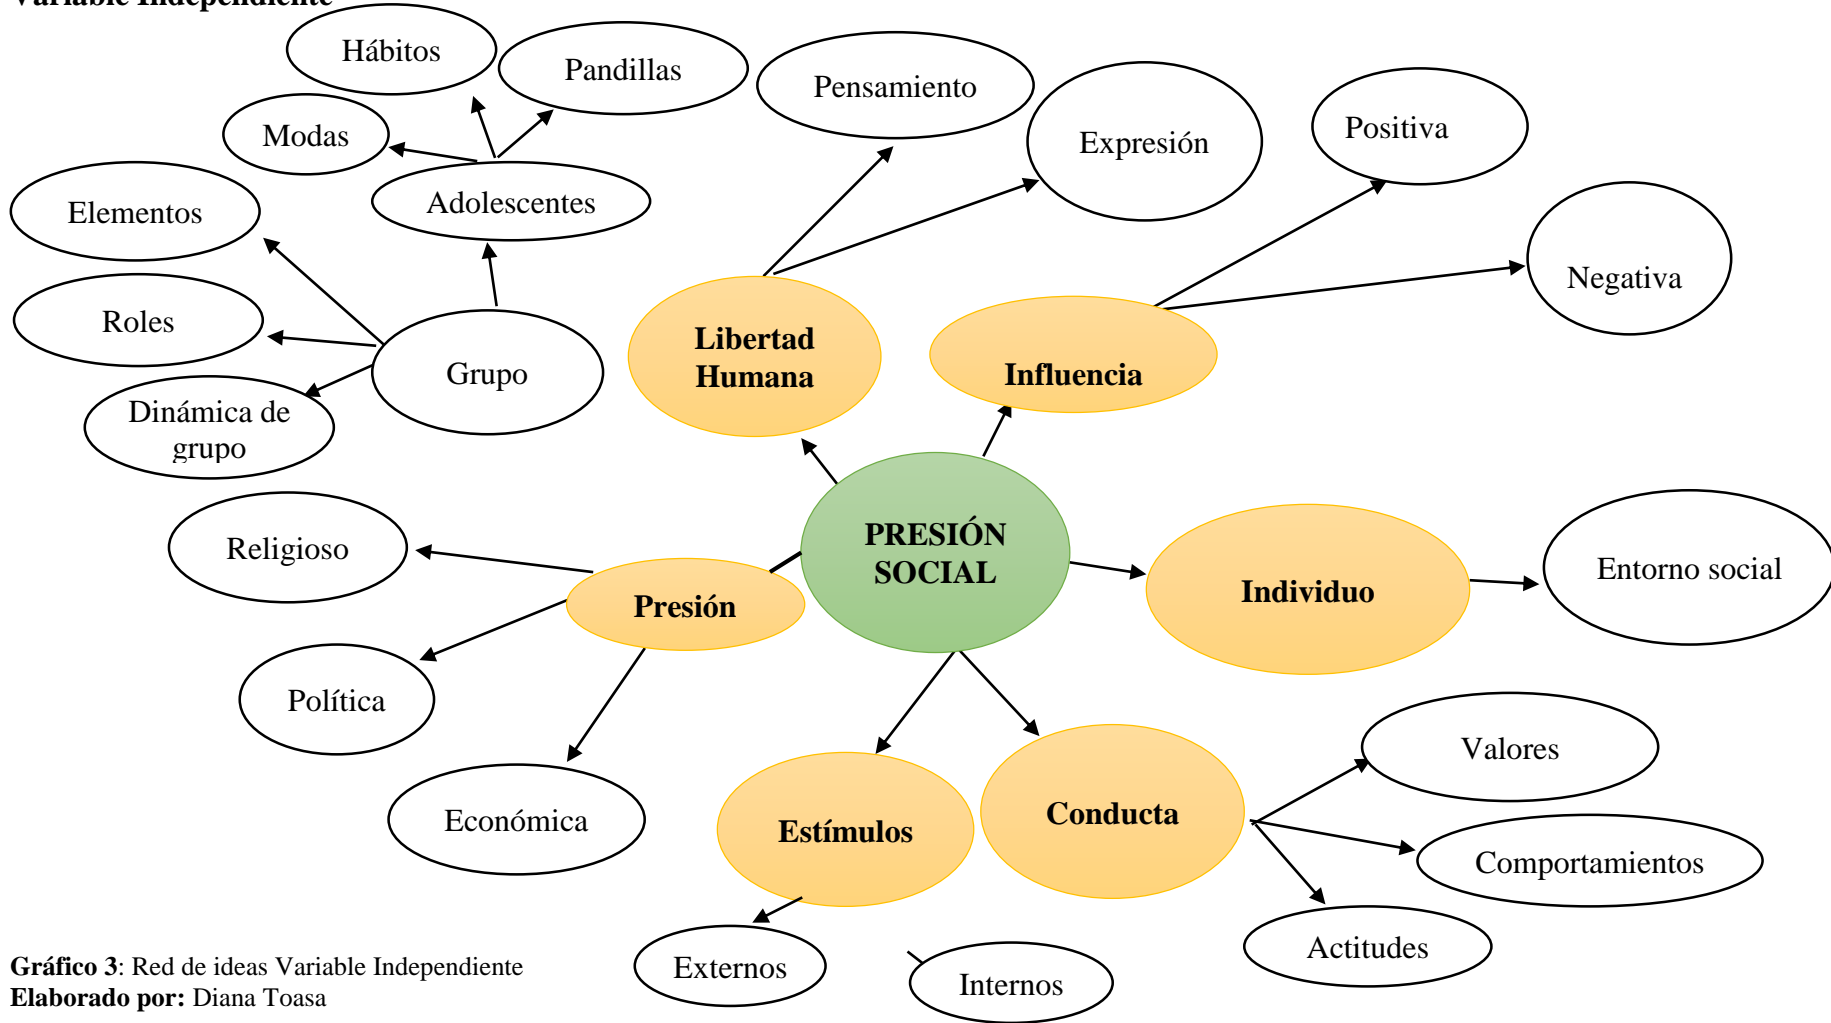 Variable Independiente
Hábitos
Pandillas
Pensamiento
Expresión
Positiva
Modas
Elementos
Adolescentes
Negativa
Roles
Grupo
Libertad
Humana
Influencia
Dinámica de
grupo
PRESIÓN
SOCIAL
Religioso
Presión
Individuo
Entorno social
Política
Económica
Estímulos
Conducta
Valores
Comportamientos
Actitudes
Externos
Internos
Gráfico 3: Red de ideas Variable Independiente
Elaborado por: Diana Toasa